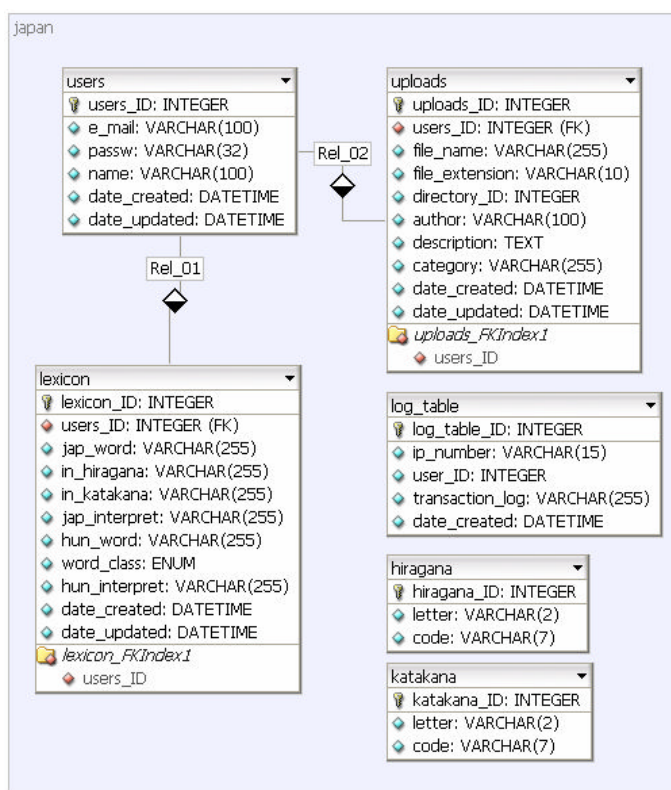 japan
users
users_ID: INTEGER
e_mail: VARCHAR(100)
passw: VARCHAR(32)
name: VARCHAR(100)
date_created: DATETIME
date_updated: DATETIME
Rel_02
uploads
uploads_ID: INTEGER
users_ID: INTEGER (FK)
file_name: VARCHAR(255)
file_extension: VARCHAR(10)
directory_ID: INTEGER
author: VARCHAR(100)
description: TEXT
category: VARCHAR(255)
date_created: DATETIME
date_updated: DATETIME
uploads_FKIndex1
users_ID
Rel_01
lexicon
lexicon_ID: INTEGER
users_ID: INTEGER (FK)
jap_word: VARCHAR(255)
in_hiragana: VARCHAR(255)
in_katakana: VARCHAR(255)
jap_interpret: VARCHAR(255)
hun_word: VARCHAR(255)
word_class: ENUM
hun_interpret: VARCHAR(255)
date_created: DATETIME
date_updated: DATETIME
lexicon_FKIndex1
users_ID
log_table
log_table_ID: INTEGER
ip_number: VARCHAR(15)
user_ID: INTEGER
transaction_log: VARCHAR(255)
date_created: DATETIME
hiragana
hiragana_ID: INTEGER
letter: VARCHAR(2)
code: VARCHAR(7)
katakana
katakana_ID: INTEGER
letter: VARCHAR(2)
code: VARCHAR(7)